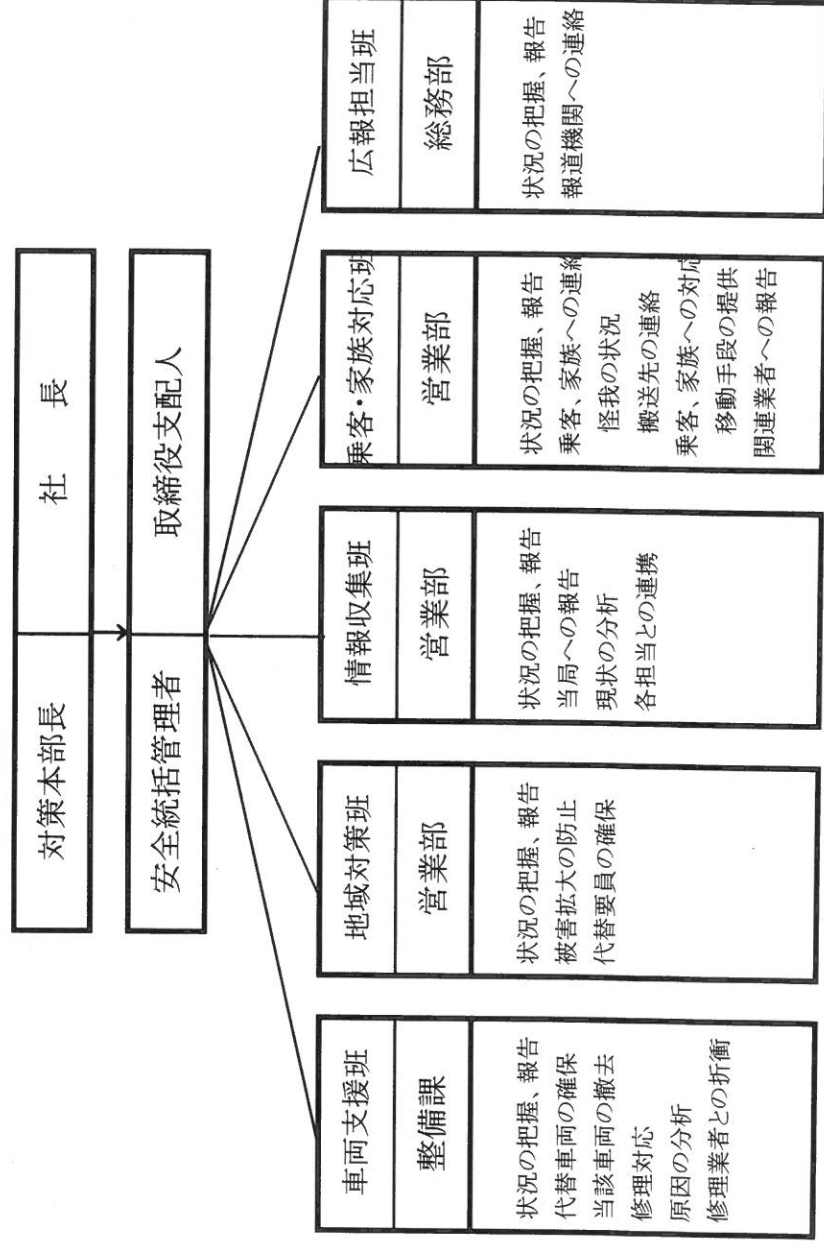 対策本部長　社　長
安全統括管理者　取締役支配人
車両支援班
整備課
状況の把握、報告
代替車両の確保
当該車両の撤去
修理対応
原因の分析
修理業者との折衝
地域対策班
営業部
状況の把握、報告
被害拡大の防止
代替要員の確保
情報収集班
営業部
状況の把握、報告
当局への報告
現状の分析
各担当との連携
乗客・家族対応班
営業部
状況の把握、報告
乗客、家族への連絡
怪我の状況
搬送先の連絡
乗客、家族への対応
移動手段の提供
関連業者への報告
広報担当班
総務部
状況の把握、報告
報道機関への連絡